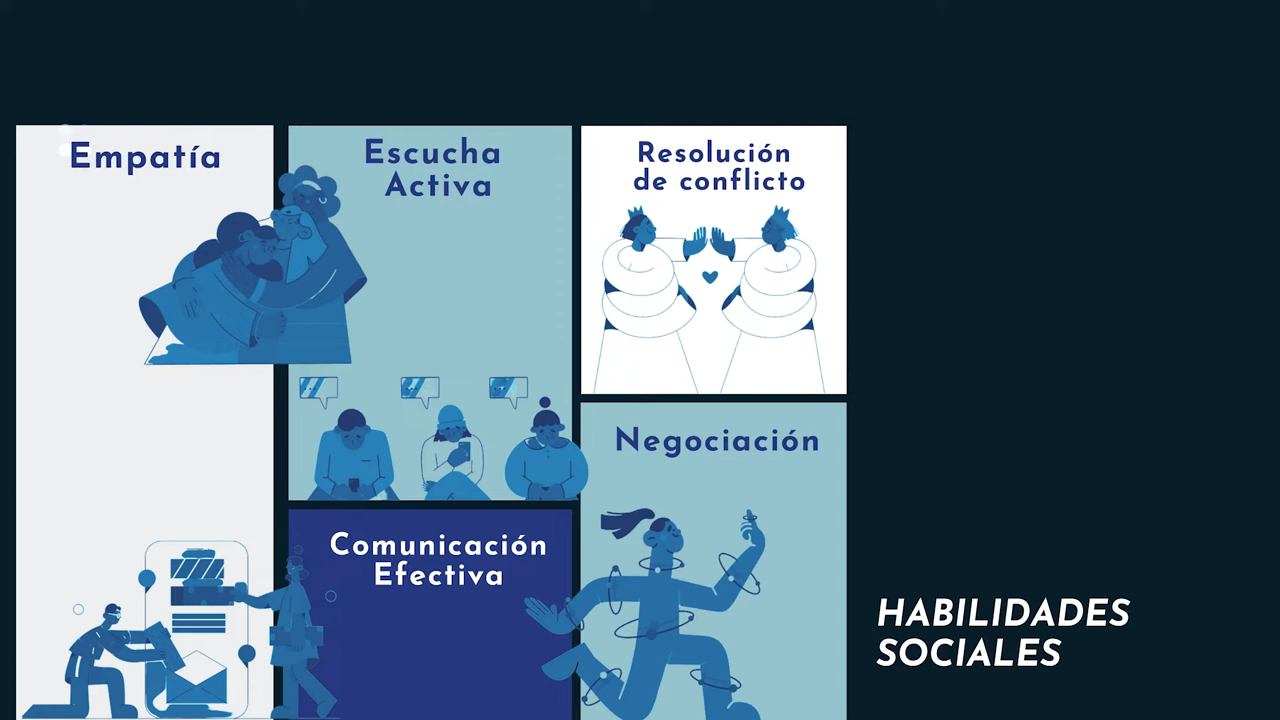 Empatía
Escucha
Activa
Resolución
de conflicto
Negociación
Comunicación
Efectiva
HABILIDADES
SOCIALES